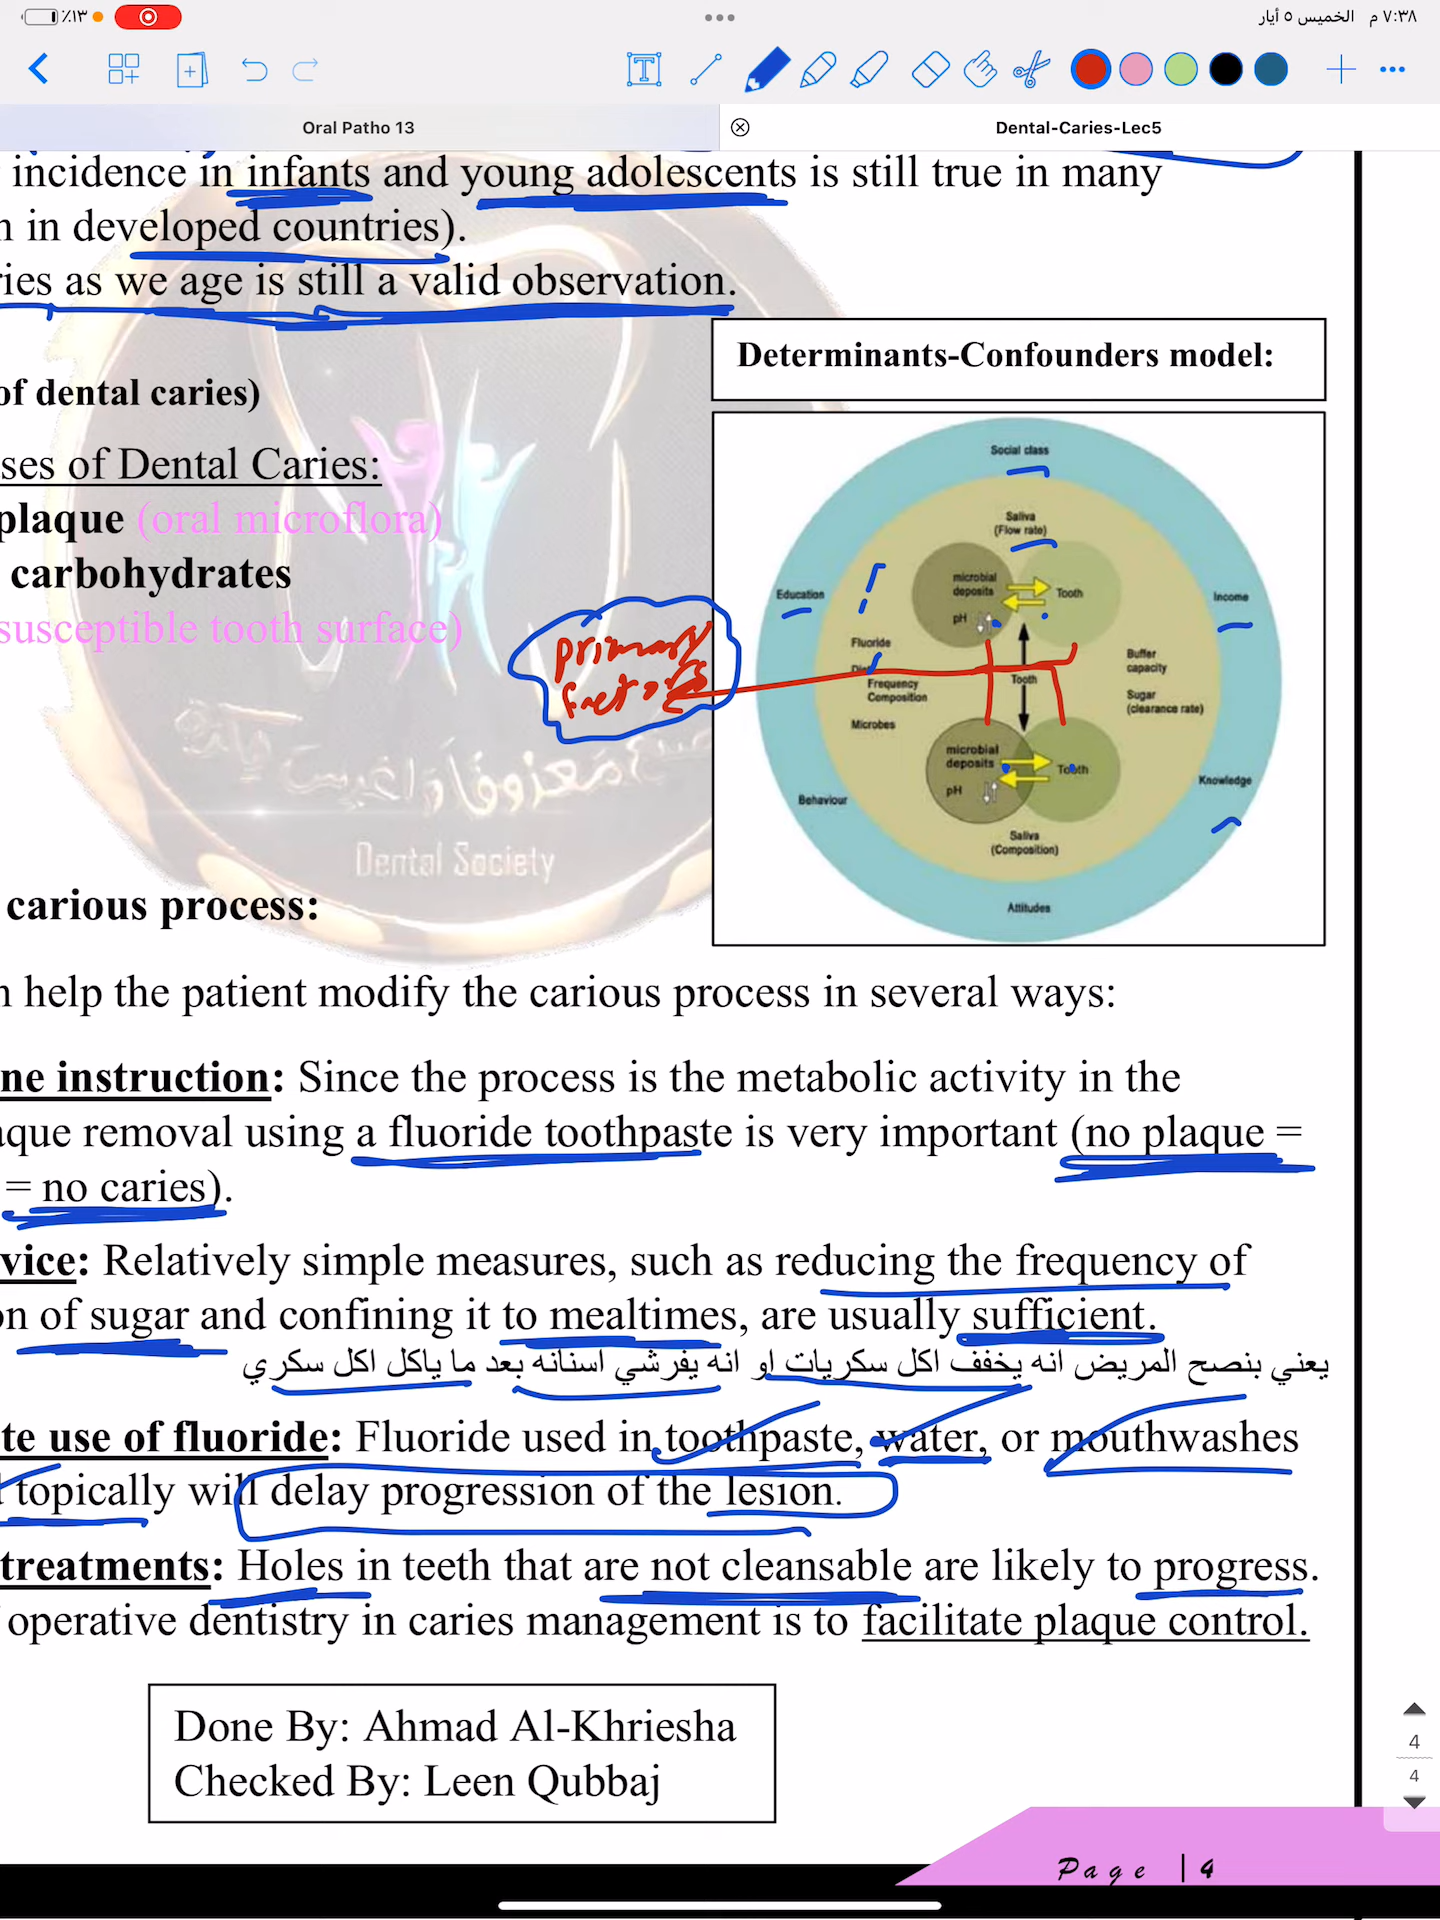 ٪١٣
٧:٣٨ م الخميس ٥ أيار
Oral Patho 13
Dental-Caries-Lec5
incidence in infants and young adolescents is still true in many
in developed countries).
ries as we age is still a valid observation.
Determinants-Confounders model:
of dental caries)
ses of Dental Caries:
plaque (oral microflora)
carbohydrates
susceptible tooth surface)
primary
factors
Social class
Saliva
(Flow rate)
microbial
deposits
Tooth
pH
Education
Income
Fluoride
Diet
Frequency
Composition
Microbes
Tooth
Buffer
capacity
Sugar
(clearance rate)
microbial
deposits
Tooth
pH
Behaviour
Knowledge
Saliva
(Composition)
Attitudes
Dental Society
carious process:
help the patient modify the carious process in several ways:
ne instruction: Since the process is the metabolic activity in the
aque removal using a fluoride toothpaste is very important (no plaque =
= no caries).
vice: Relatively simple measures, such as reducing the frequency of
on of sugar and confining it to mealtimes, are usually sufficient.
يعني بنصح المريض انه يخفف اكل سكريات او انه يفرشي اسنانه بعد ما ياكل اكل سكري
te use of fluoride: Fluoride used in toothpaste, water, or mouthwashes
topically will delay progression of the lesion.
treatments: Holes in teeth that are not cleansable are likely to progress.
operative dentistry in caries management is to facilitate plaque control.
Done By: Ahmad Al-Khriesha
Checked By: Leen Qubbaj
4
4
Page | 4